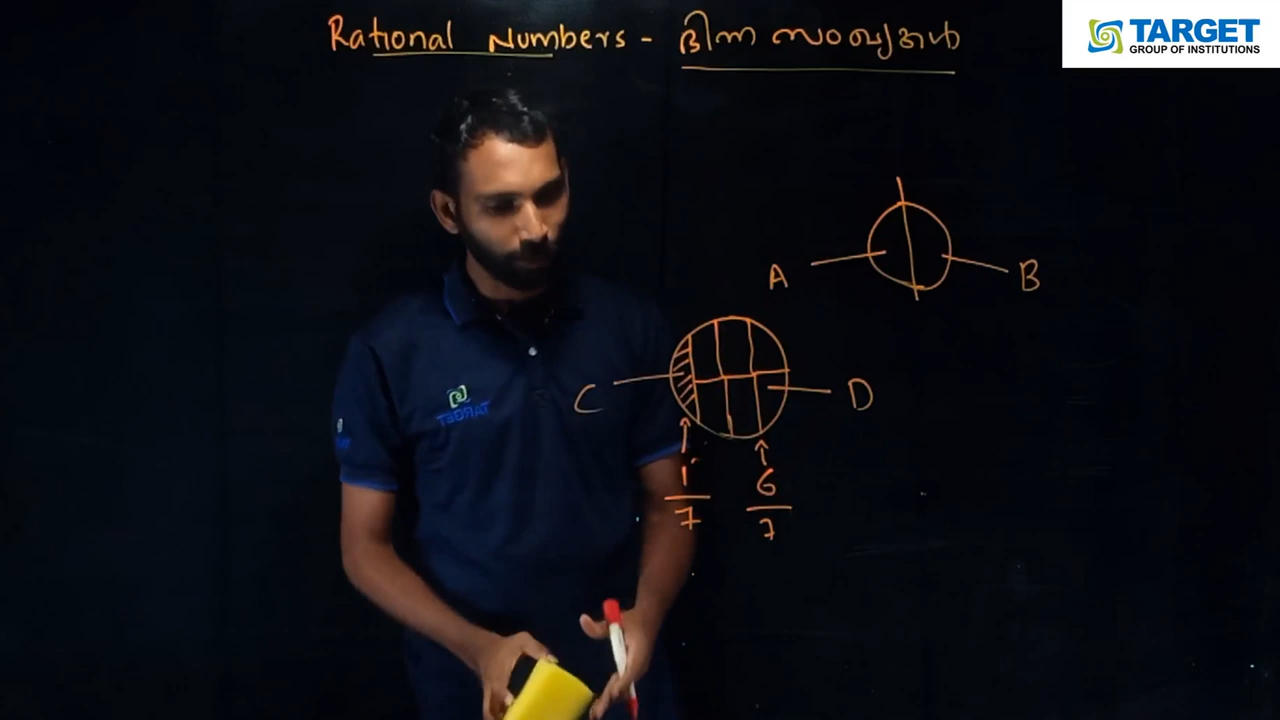 Rational Numbers - ഭിന്ന സംഖ്യകൾ
TARGET
GROUP OF INSTITUTIONS
A
B
C
D
1
7
6
7
TARGET